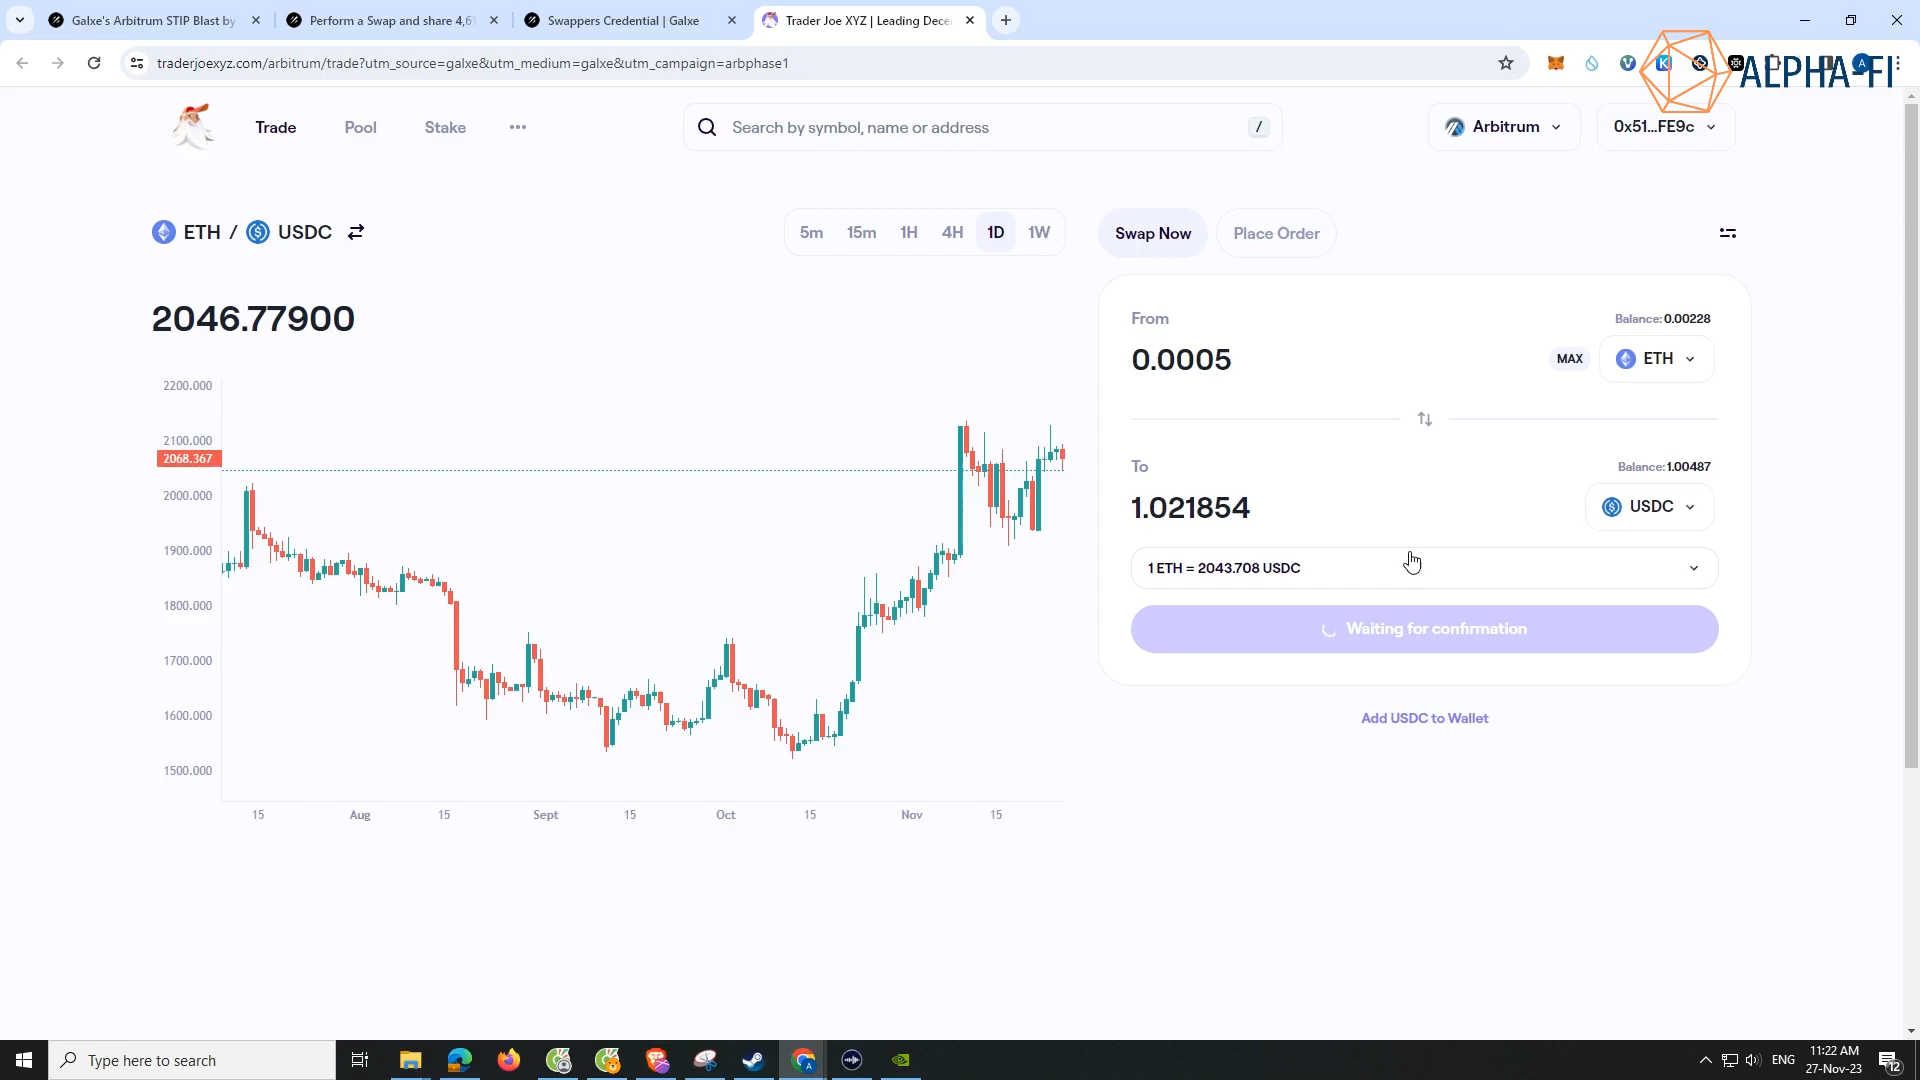 Galxe's Arbitrum STIP Blast by
Perform a Swap and share 4,6
Swappers Credential | Galxe
Trader Joe XYZ | Leading Dece
traderjoexyz.com/arbitrum/trade?utm_source=galxe&utm_medium=galxe&utm_campaign=arbphase1
ALPHA-FI
Trade
Pool
Stake
Search by symbol, name or address
/
Arbitrum
0x51...FE9c
ETH / USDC
5m
15m
1H
4H
1D
1W
Swap Now
Place Order
2046.77900
From
Balance: 0.00228
0.0005
MAX
ETH
To
Balance: 1.00487
1.021854
USDC
1 ETH = 2043.708 USDC
Waiting for confirmation
Add USDC to Wallet
2200.000
2100.000
2068.367
2000.000
1900.000
1800.000
1700.000
1600.000
1500.000
15
Aug
15
Sept
15
Oct
15
Nov
15
Type here to search
ENG
11:22 AM
27-Nov-23
12